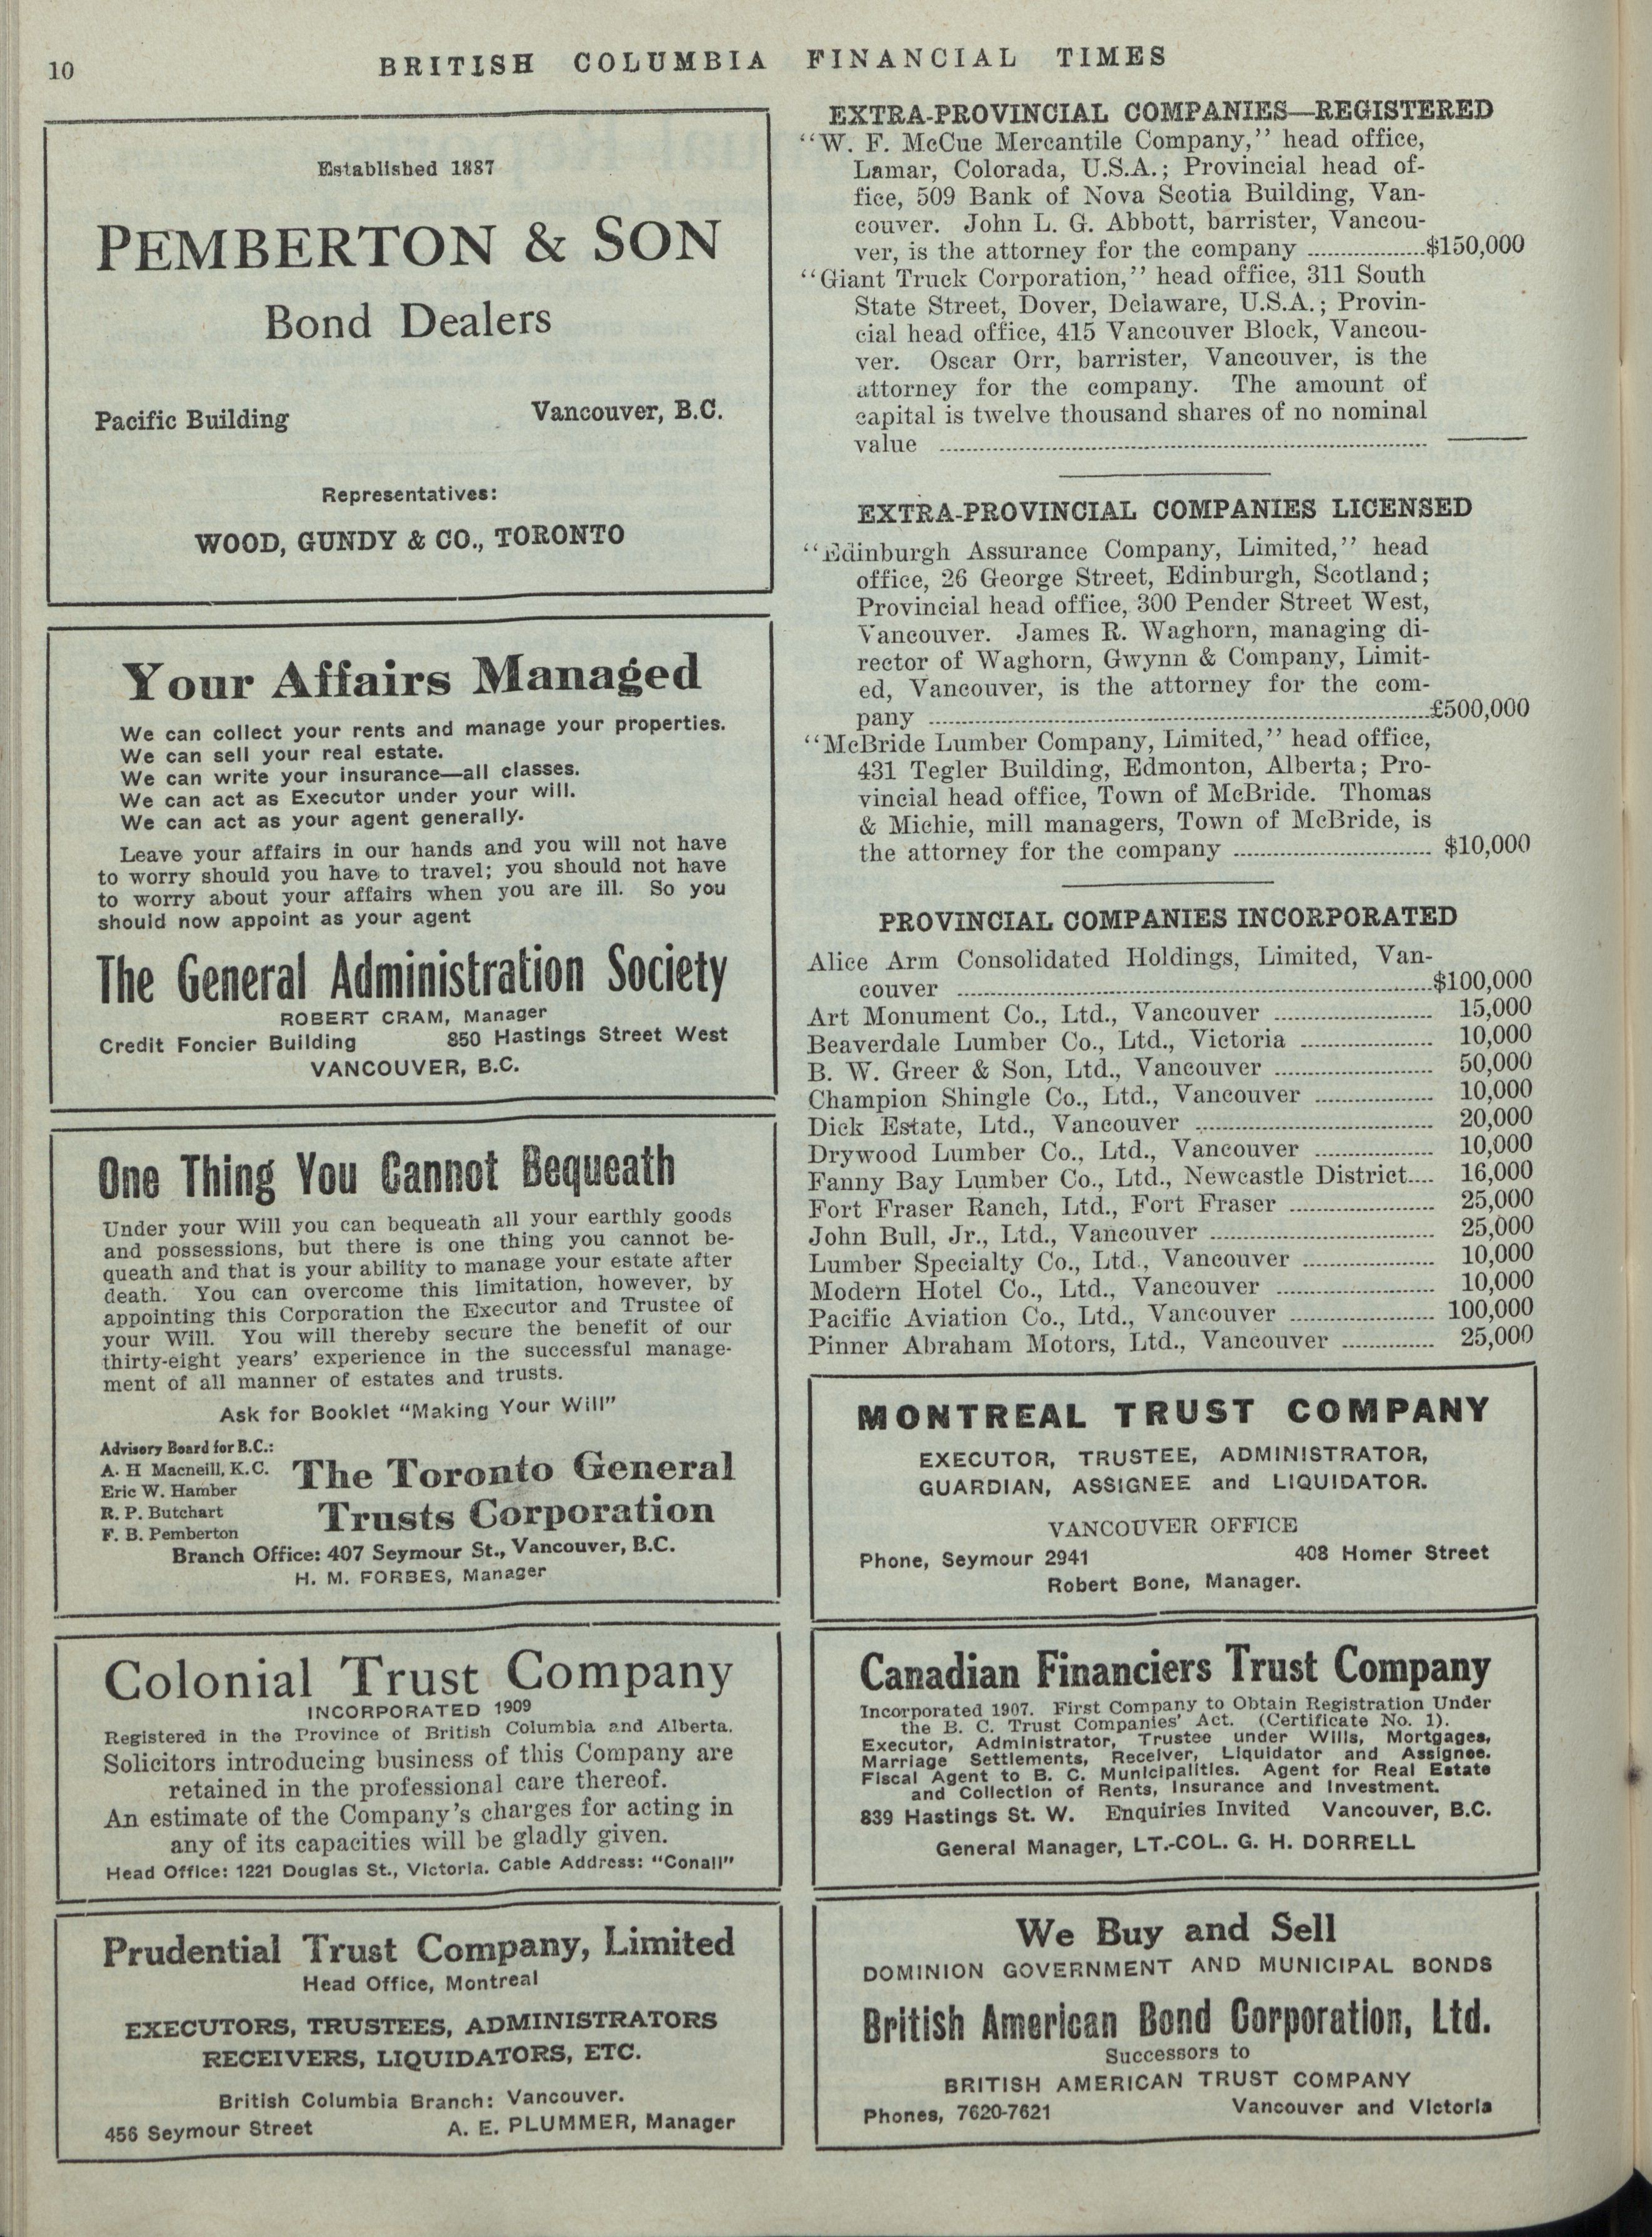 10
BRITISH COLUMBIA FINANCIAL TIMES
Established 1887
PEMBERTON & SON
Bond Dealers
Pacific Building Vancouver, B.C.
Representatives:
WOOD, GUNDY & CO., TORONTO
Your Affairs Managed
We can collect your rents and manage your properties.
We can sell your real estate.
We can write your insurance—all classes.
We can act as Executor under your will.
We can act as your agent generally.
Leave your affairs in our hands and you will not have
to worry should you have to travel; you should not have
to worry about your affairs when you are ill. So you
should now appoint as your agent
The General Administration Society
ROBERT CRAM, Manager
Credit Foncier Building 850 Hastings Street West
VANCOUVER, B.C.
One Thing You Cannot Bequeath
Under your Will you can bequeath all your earthly goods
and possessions, but there is one thing you cannot be-
queath and that is your ability to manage your estate after
death. You can overcome this limitation, however, by
appointing this Corporation the Executor and Trustee of
your Will. You will thereby secure the benefit of our
thirty-eight years' experience in the successful manage-
ment of all manner of estates and trusts.
Ask for Booklet "Making Your Will"
Advisory Board for B.C.:
A. H Macneill, K.C.
Eric W. Hamber
R. P. Butchart
F. B. Pemberton
The Toronto General
Trusts Corporation
Branch Office: 407 Seymour St., Vancouver, B.C.
H. M. FORBES, Manager
Colonial Trust Company
INCORPORATED 1909
Registered in the Province of British Columbia and Alberta.
Solicitors introducing business of this Company are
retained in the professional care thereof.
An estimate of the Company's charges for acting in
any of its capacities will be gladly given.
Head Office: 1221 Douglas St., Victoria. Cable Address: "Conall"
Prudential Trust Company, Limited
Head Office, Montreal
EXECUTORS, TRUSTEES, ADMINISTRATORS
RECEIVERS, LIQUIDATORS, ETC.
British Columbia Branch: Vancouver.
456 Seymour Street A. E. PLUMMER, Manager
EXTRA-PROVINCIAL COMPANIES—REGISTERED
"W. F. McCue Mercantile Company," head office,
Lamar, Colorada, U.S.A.; Provincial head of-
fice, 509 Bank of Nova Scotia Building, Van-
couver. John L. G. Abbott, barrister, Vancou-
ver, is the attorney for the company ..................$150,000
"Giant Truck Corporation," head office, 311 South
State Street, Dover, Delaware, U.S.A.; Provin-
cial head office, 415 Vancouver Block, Vancou-
ver. Oscar Orr, barrister, Vancouver, is the
attorney for the company. The amount of
capital is twelve thousand shares of no nominal
value ..................
EXTRA-PROVINCIAL COMPANIES LICENSED
"Edinburgh Assurance Company, Limited," head
office, 26 George Street, Edinburgh, Scotland;
Provincial head office, 300 Pender Street West,
Vancouver. James R. Waghorn, managing di-
rector of Waghorn, Gwynn & Company, Limit-
ed, Vancouver, is the attorney for the com-
pany ..................£500,000
"McBride Lumber Company, Limited," head office,
431 Tegler Building, Edmonton, Alberta; Pro-
vincial head office, Town of McBride. Thomas
& Michie, mill managers, Town of McBride, is
the attorney for the company .................. $10,000
PROVINCIAL COMPANIES INCORPORATED
Alice Arm Consolidated Holdings, Limited, Van-
couver ..................$100,000
Art Monument Co., Ltd., Vancouver .................. 15,000
Beaverdale Lumber Co., Ltd., Victoria .................. 10,000
B. W. Greer & Son, Ltd., Vancouver .................. 50,000
Champion Shingle Co., Ltd., Vancouver .................. 10,000
Dick Estate, Ltd., Vancouver .................. 20,000
Drywood Lumber Co., Ltd., Vancouver .................. 10,000
Fanny Bay Lumber Co., Ltd., Newcastle District.... 16,000
Fort Fraser Ranch, Ltd., Fort Fraser .................. 25,000
John Bull, Jr., Ltd., Vancouver .................. 25,000
Lumber Specialty Co., Ltd., Vancouver .................. 10,000
Modern Hotel Co., Ltd., Vancouver .................. 10,000
Pacific Aviation Co., Ltd., Vancouver .................. 100,000
Pinner Abraham Motors, Ltd., Vancouver .............. 25,000
MONTREAL TRUST COMPANY
EXECUTOR, TRUSTEE, ADMINISTRATOR,
GUARDIAN, ASSIGNEE and LIQUIDATOR.
VANCOUVER OFFICE
Phone, Seymour 2941 408 Homer Street
Robert Bone, Manager.
Canadian Financiers Trust Company
Incorporated 1907. First Company to Obtain Registration Under
the B. C. Trust Companies' Act. (Certificate No. 1).
Executor, Administrator, Trustee under Wills, Mortgages,
Marriage Settlements, Receiver, Liquidator and Assignee.
Fiscal Agent to B. C. Municipalities. Agent for Real Estate
and Collection of Rents, Insurance and Investment.
839 Hastings St. W. Enquiries Invited Vancouver, B.C.
General Manager, LT.-COL. G. H. DORRELL
We Buy and Sell
DOMINION GOVERNMENT AND MUNICIPAL BONDS
British American Bond Corporation, Ltd.
Successors to
BRITISH AMERICAN TRUST COMPANY
Phones, 7620-7621 Vancouver and Victoria